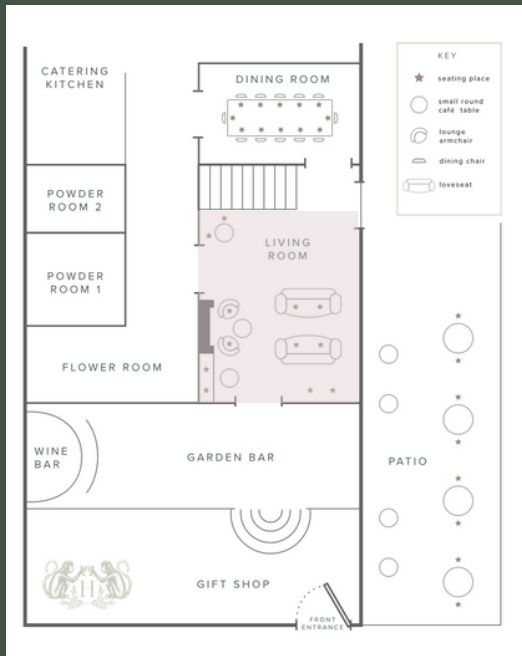 CATERING
KITCHEN
DINING ROOM
KEY
seating place
small round
café table
lounge
armchair
dining chair
loveseat
POWDER
ROOM 2
LIVING
ROOM
POWDER
ROOM 1
FLOWER ROOM
WINE
BAR
GARDEN BAR
PATIO
H
GIFT SHOP
FRONT
ENTRANCE